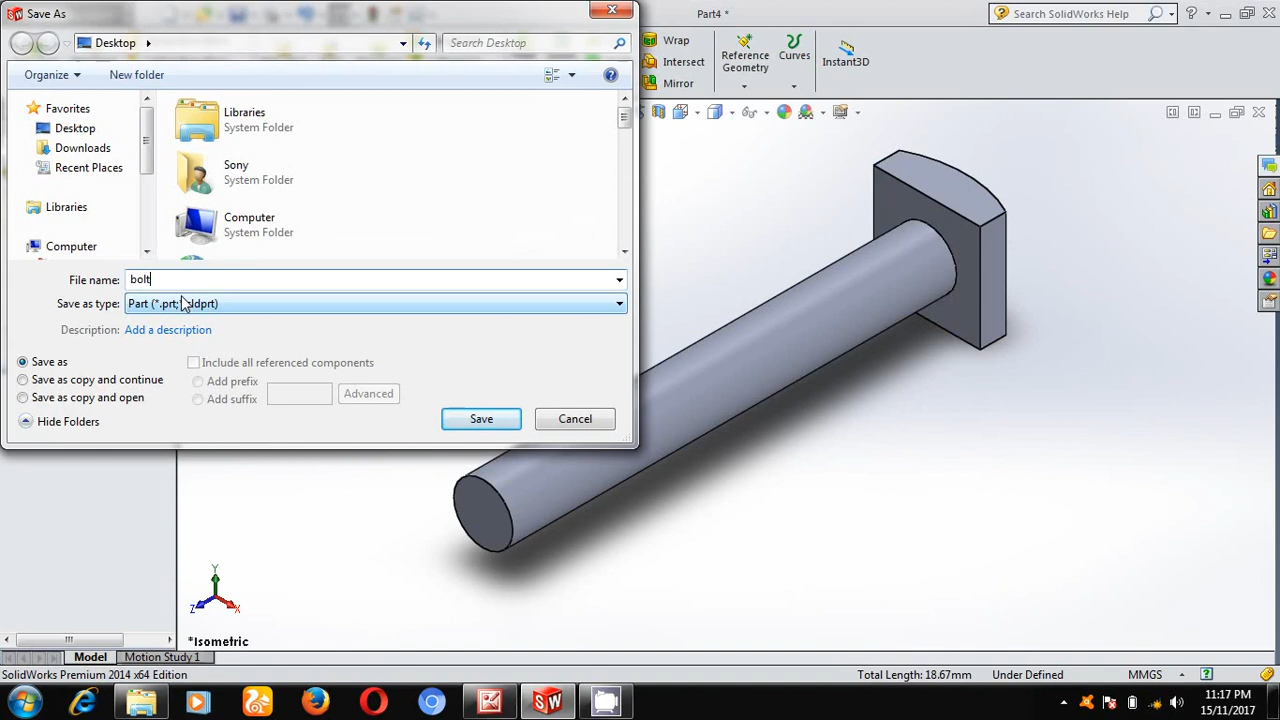 Save As
Part4 *
Search SolidWorks Help
Desktop
Search Desktop
Wrap
Intersect
Mirror
Reference
Geometry
Curves
Instant3D
Organize
New folder
Favorites
Desktop
Downloads
Recent Places
Libraries
Computer
Libraries
System Folder
Sony
System Folder
Computer
System Folder
File name: bolt
Save as type: Part (*.prt; ldprt)
Description: Add a description
Save as
Save as copy and continue
Save as copy and open
Include all referenced components
Add prefix
Add suffix
Advanced
Hide Folders
Save
Cancel
Y
Z
X
*Isometric
Model
Motion Study 1
SolidWorks Premium 2014 x64 Edition
Total Length: 18.67mm
Under Defined
MMGS
11:17 PM
15/11/2017